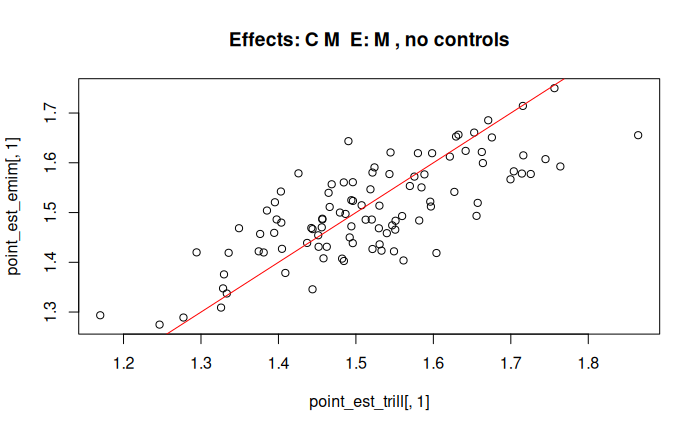 Effects: C M  E: M , no controls
point_est_emim[, 1]
1.7
1.6
1.5
1.4
1.3
1.2 1.3 1.4 1.5 1.6 1.7 1.8
point_est_trill[, 1]